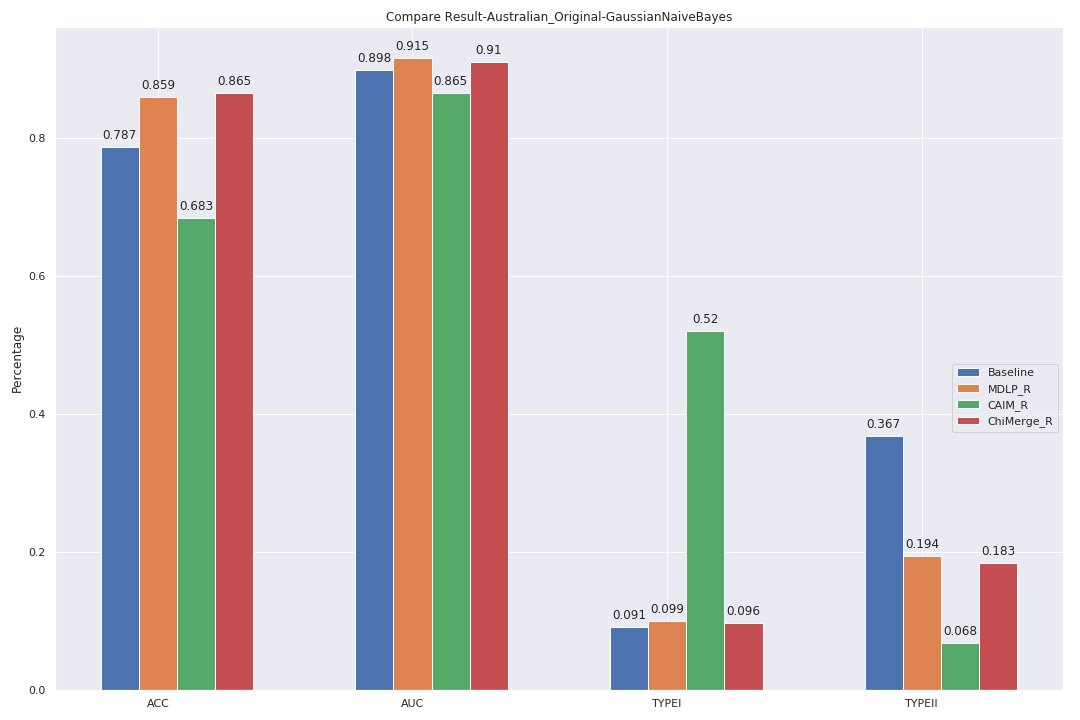 Compare Result-Australian_Original-GaussianNaiveBayes
Percentage
0.8
0.6
0.4
0.2
0.0
0.787
0.859
0.683
0.865
0.898
0.915
0.865
0.91
0.091
0.099
0.52
0.096
0.367
0.194
0.068
0.183
ACC
AUC
TYPEI
TYPEII
Baseline
MDLP_R
CAIM_R
ChiMerge_R